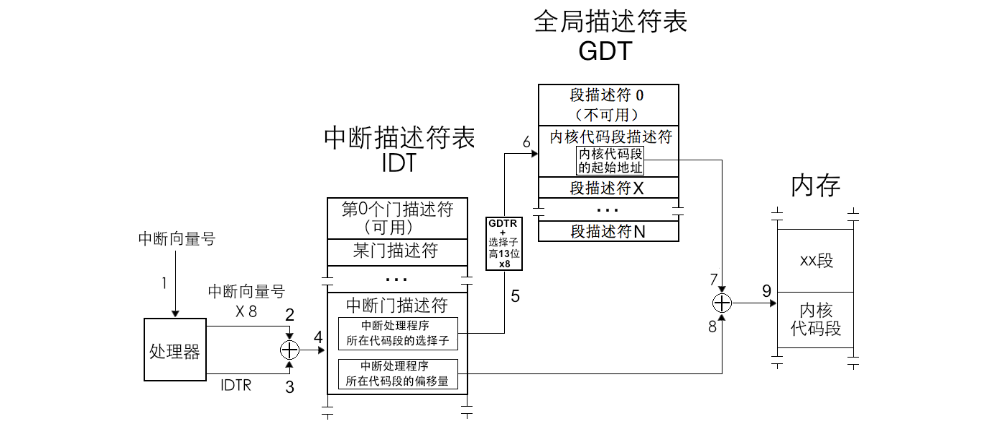 全局描述符表
GDT
段描述符 0
（不可用）
内核代码段描述符
内核代码段
的起始地址
段描述符X
···
段描述符N
中断描述符表
IDT
第0个门描述符
（可用）
某门描述符
···
中断门描述符
中断处理程序
所在代码段的选择子
中断处理程序
所在代码段的偏移量
GDTR
+
选择子
高13位
x8
内存
xx段
内核
代码段
中断向量号
1
中断向量号
X 8
处理器
IDTR
2
3
4
5
6
7
8
9